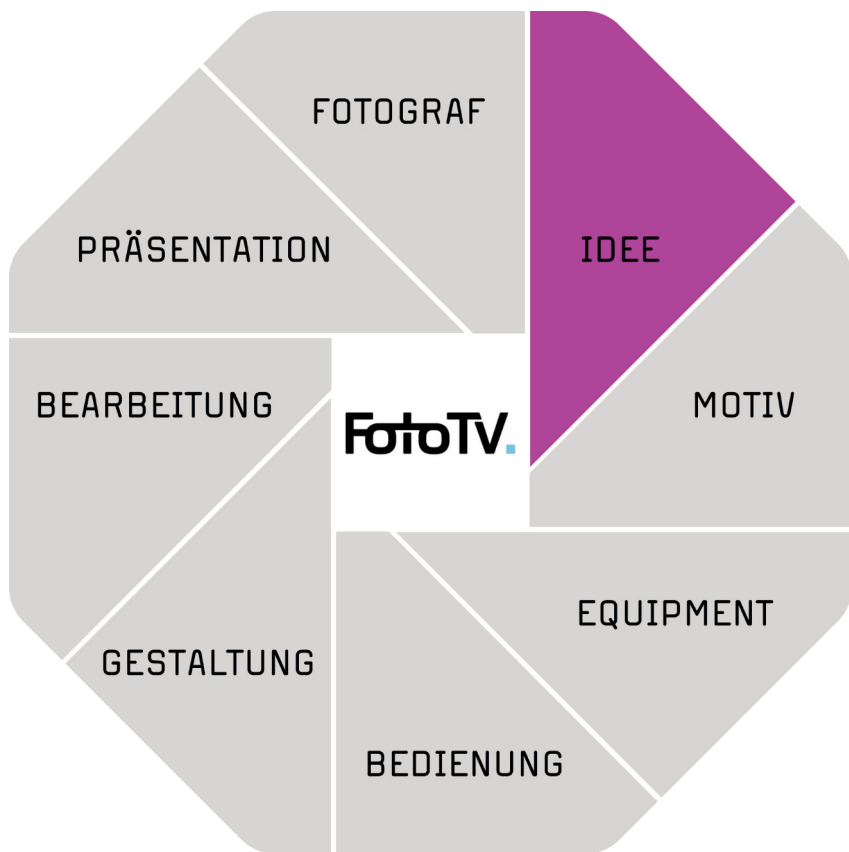 FOTOGRAF
IDEE
PRÄSENTATION
BEARBEITUNG
MOTIV
FotoTV.
EQUIPMENT
GESTALTUNG
BEDIENUNG